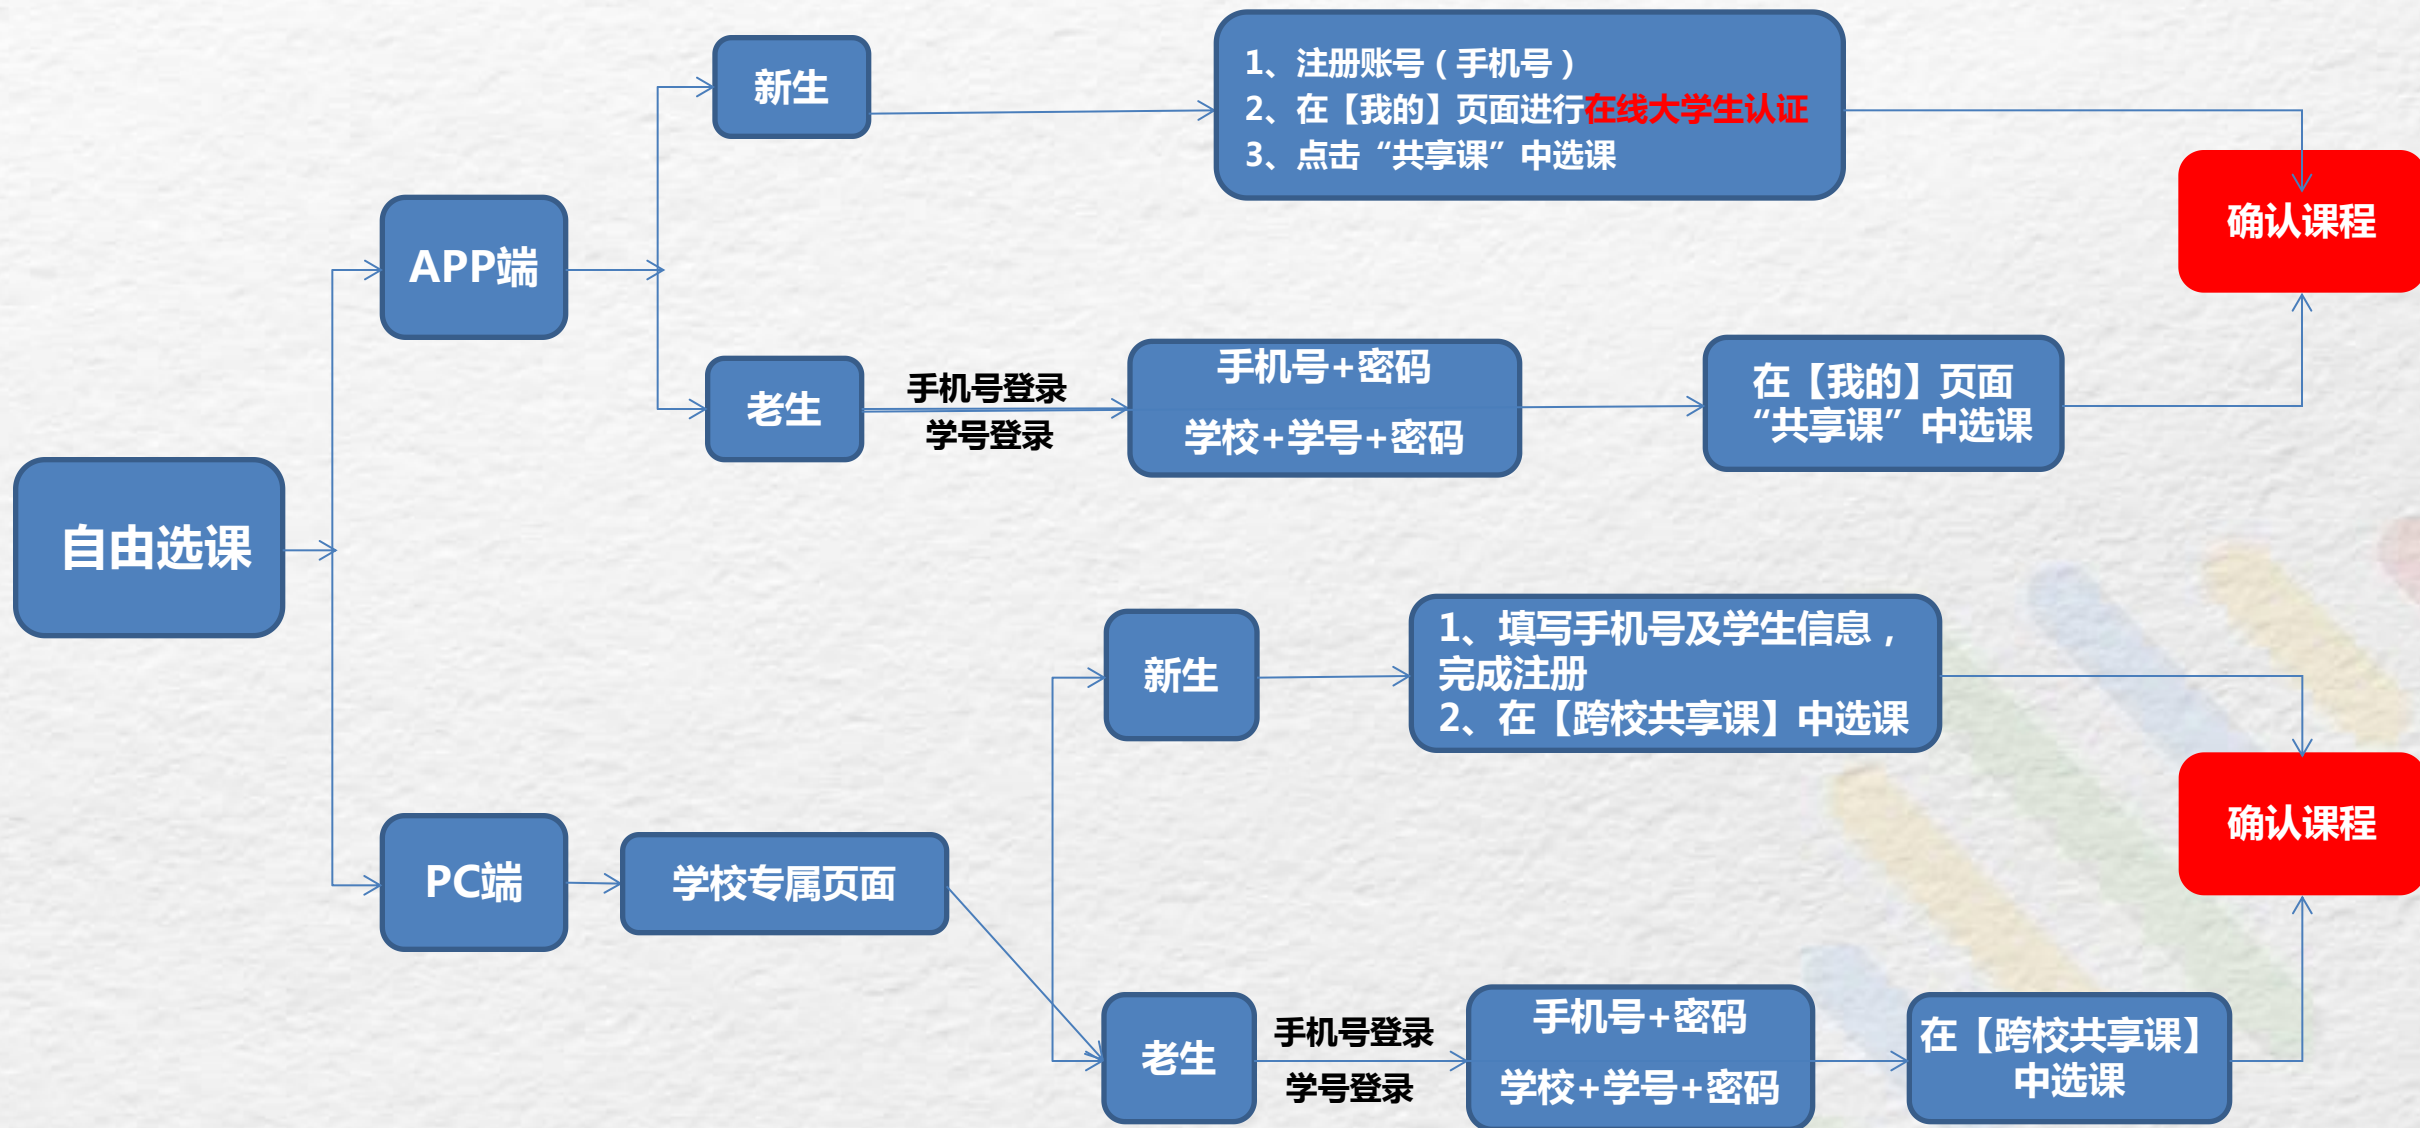 新生
1、注册账号（手机号）
2、在【我的】页面进行在线大学生认证
3、点击“共享课”中选课
确认课程
APP端
老生
手机号登录
学号登录
手机号+密码
学校+学号+密码
在【我的】页面
“共享课”中选课
自由选课
新生
1、填写手机号及学生信息，
完成注册
2、在【跨校共享课】中选课
确认课程
PC端
学校专属页面
老生
手机号登录
学号登录
手机号+密码
学校+学号+密码
在【跨校共享课】
中选课